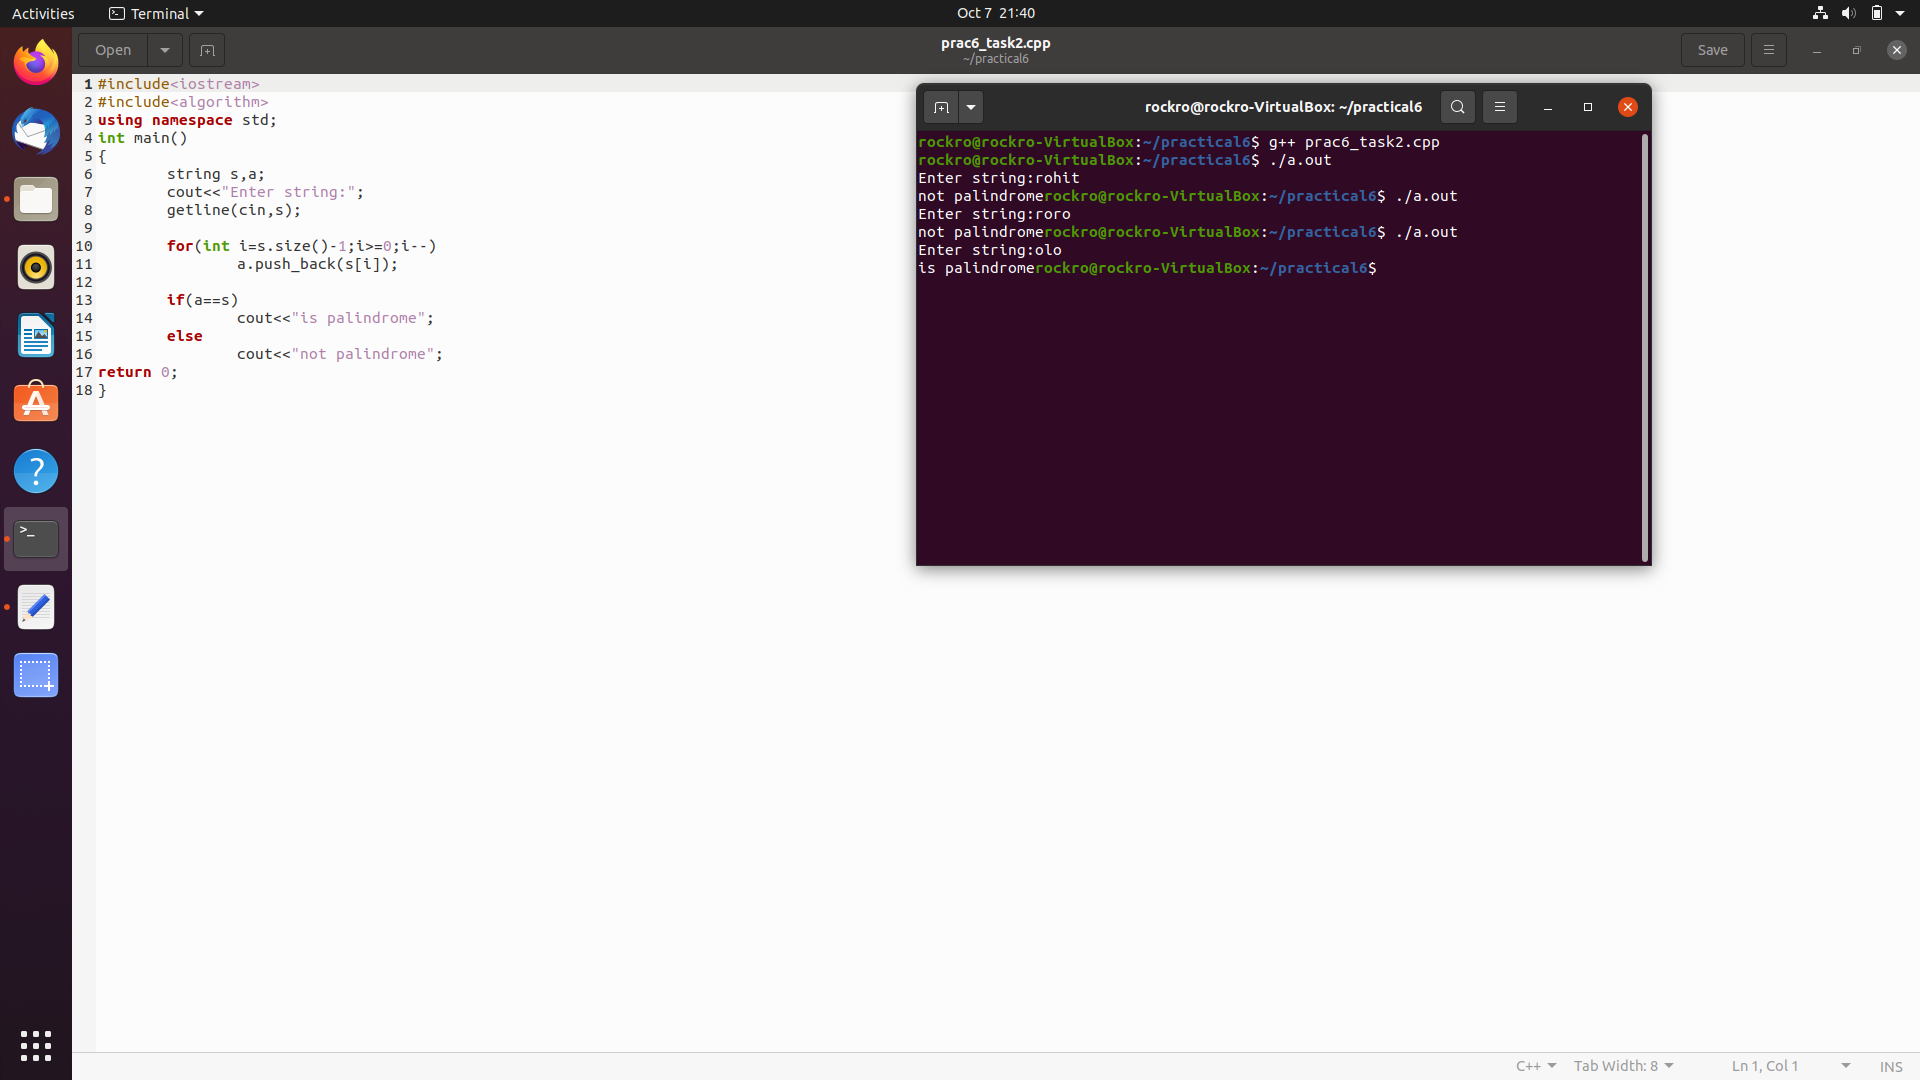 Activities
Terminal
Oct 7 21:40
Open
prac6_task2.cpp
~/practical6
Save
1 #include<iostream>
2 #include<algorithm>
3 using namespace std;
4 int main()
5 {
6 string s,a;
7 cout<<"Enter string:";
8 getline(cin,s);
9
10 for(int i=s.size()-1;i>=0;i--)
11 a.push_back(s[i]);
12
13 if(a==s)
14 cout<<"is palindrome";
15 else
16 cout<<"not palindrome";
17 return 0;
18 }
rockro@rockro-VirtualBox: ~/practical6
rockro@rockro-VirtualBox:~/practical6$ g++ prac6_task2.cpp
rockro@rockro-VirtualBox:~/practical6$ ./a.out
Enter string:rohit
not palindromerockro@rockro-VirtualBox:~/practical6$ ./a.out
Enter string:roro
not palindromerockro@rockro-VirtualBox:~/practical6$ ./a.out
Enter string:olo
is palindromerockro@rockro-VirtualBox:~/practical6$
C++
Tab Width: 8
Ln 1, Col 1
INS